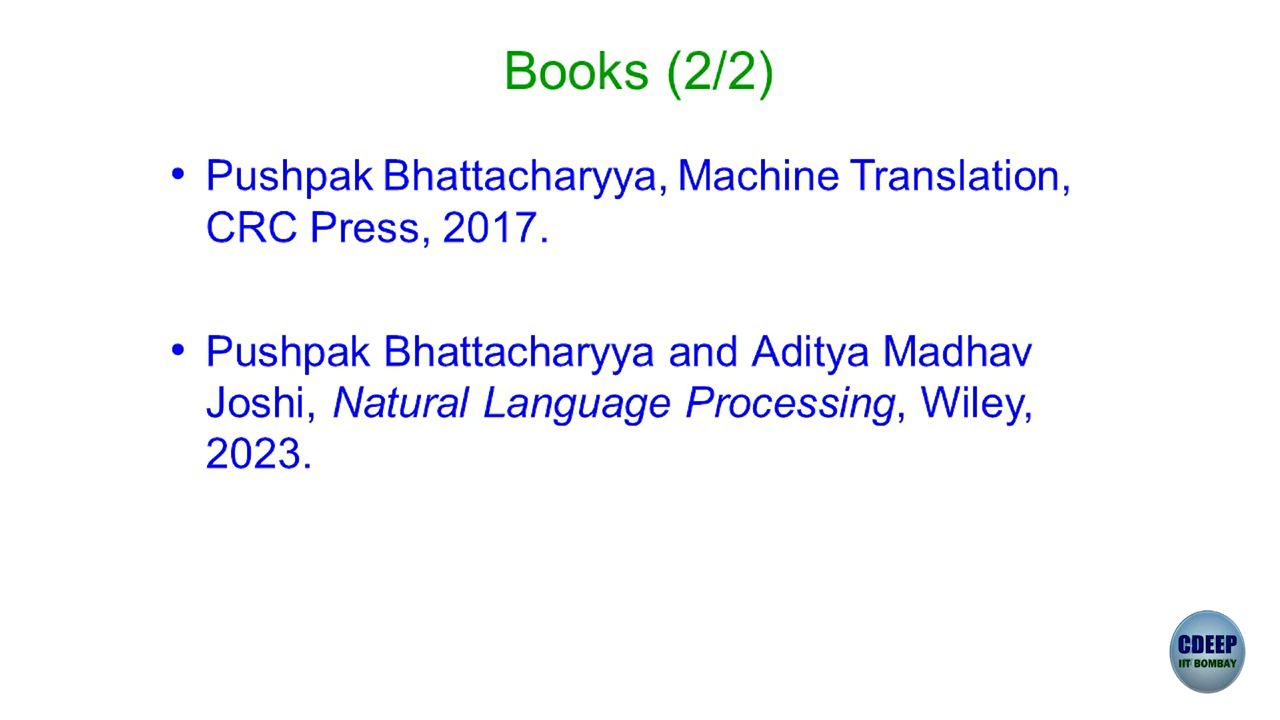 Books (2/2)
• Pushpak Bhattacharyya, Machine Translation,
CRC Press, 2017.
• Pushpak Bhattacharyya and Aditya Madhav
Joshi, Natural Language Processing, Wiley,
2023.
CDEEP
IIT BOMBAY